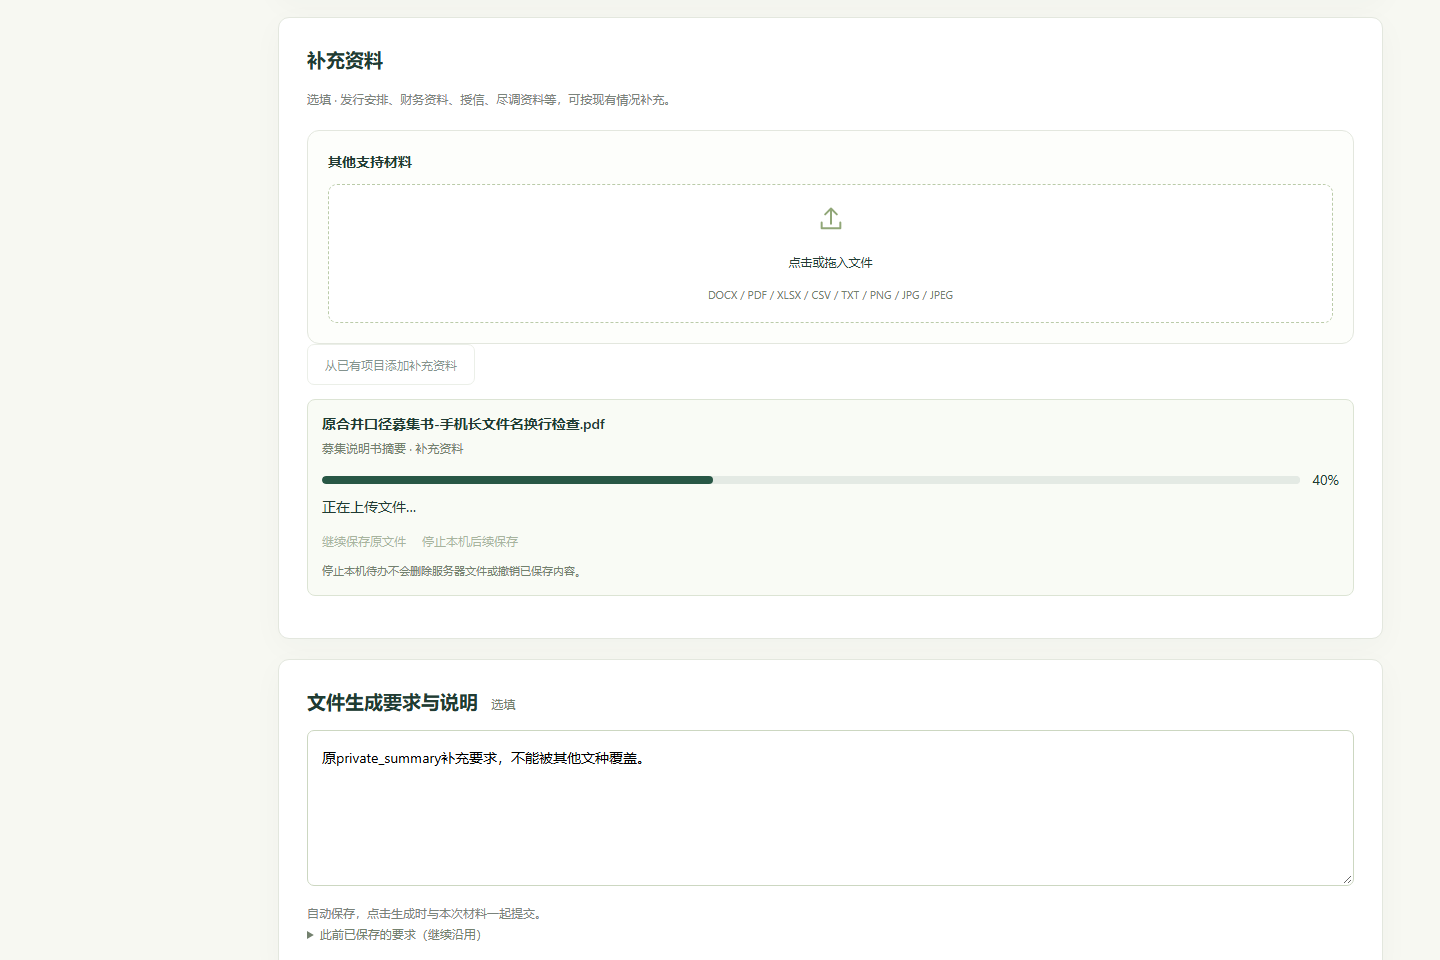 补充资料
选填 · 发行安排、财务资料、授信、尽调资料等，可按现有情况补充。
其他支持材料
点击或拖入文件
DOCX / PDF / XLSX / CSV / TXT / PNG / JPG / JPEG
从已有项目添加补充资料
原合并口径募集书-手机长文件名换行检查.pdf
募集说明书摘要 · 补充资料
40%
正在上传文件...
继续保存原文件 停止本机后续保存
停止本机待办不会删除服务器文件或撤销已保存内容。
文件生成要求与说明 选填
原private_summary补充要求，不能被其他文种覆盖。
自动保存，点击生成时与本次材料一起提交。
▶ 此前已保存的要求（继续沿用）